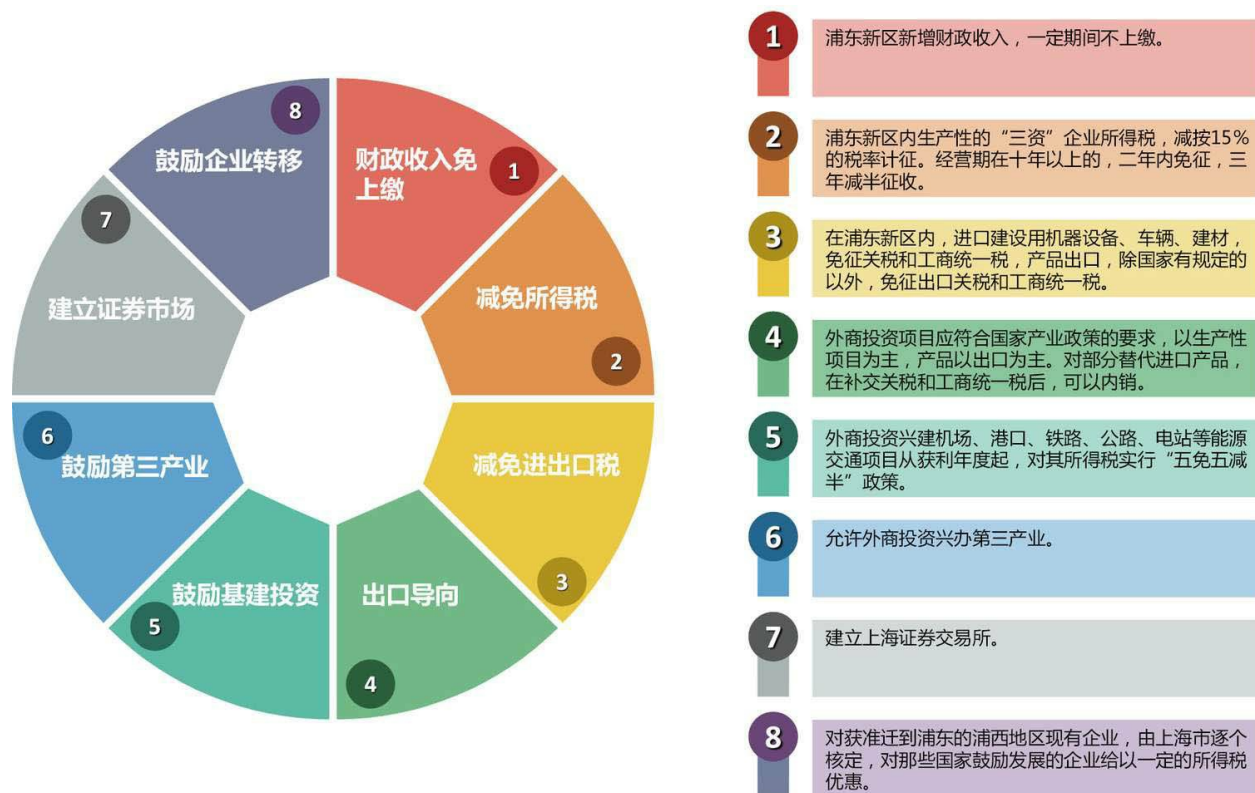 8
鼓励企业转移
财政收入免
上缴
1
7
建立证券市场
减免所得税
2
6
鼓励第三产业
减免进出口税
3
鼓励基建投资
5
出口导向
4
1
浦东新区新增财政收入，一定期间不上缴。
2
浦东新区内生产性的“三资”企业所得税，减按15%
的税率计征。经营期在十年以上的，二年内免征，三
年减半征收。
3
在浦东新区内，进口建设用机器设备、车辆、建材，
免征关税和工商统一税，产品出口，除国家有规定的
以外，免征出口关税和工商统一税。
4
外商投资项目应符合国家产业政策的要求，以生产性
项目为主，产品以出口为主。对部分替代进口产品，
在补交关税和工商统一税后，可以内销。
5
外商投资兴建机场、港口、铁路、公路、电站等能源
交通项目从获利年度起，对其所得税实行“五免五减
半”政策。
6
允许外商投资兴办第三产业。
7
建立上海证券交易所。
8
对获准迁到浦东的浦西地区现有企业，由上海市逐个
核定，对那些国家鼓励发展的企业给以一定的所得税
优惠。